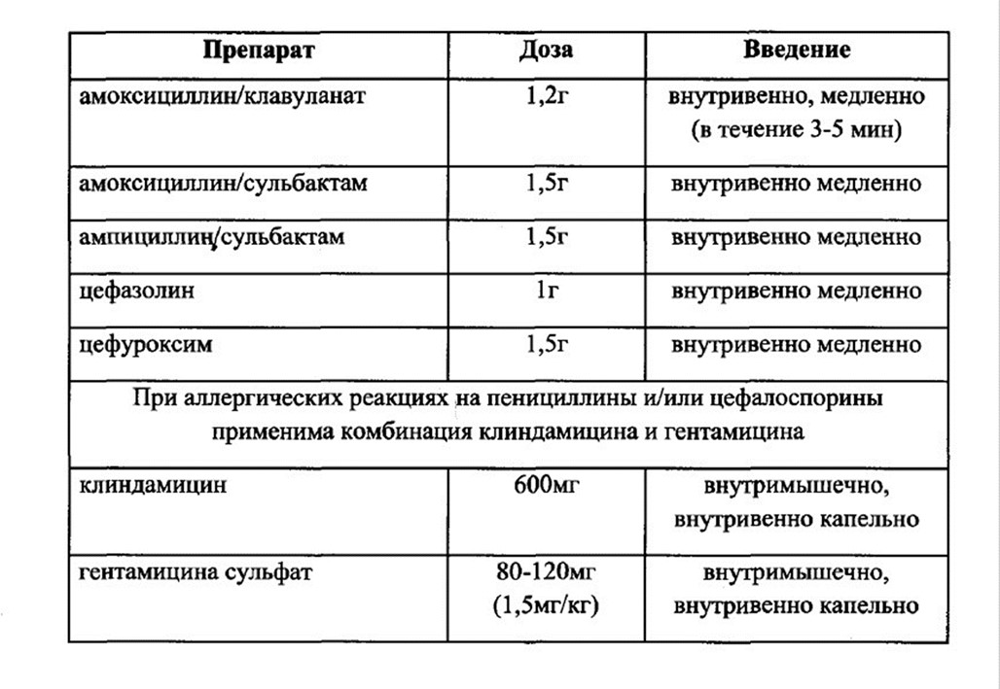 Препарат Доза Введение
амоксициллин/клавуланат 1,2г внутривенно, медленно
(в течение 3-5 мин)
амоксициллин/сульбактам 1,5г внутривенно медленно
ампициллин/сульбактам 1,5г внутривенно медленно
цефазолин 1г внутривенно медленно
цефуроксим 1,5г внутривенно медленно
При аллергических реакциях на пенициллины и/или цефалоспорины
применима комбинация клиндамицина и гентамицина
клиндамицин 600мг внутримышечно,
внутривенно капельно
гентамицина сульфат 80-120мг внутримышечно,
(1,5мг/кг) внутривенно капельно